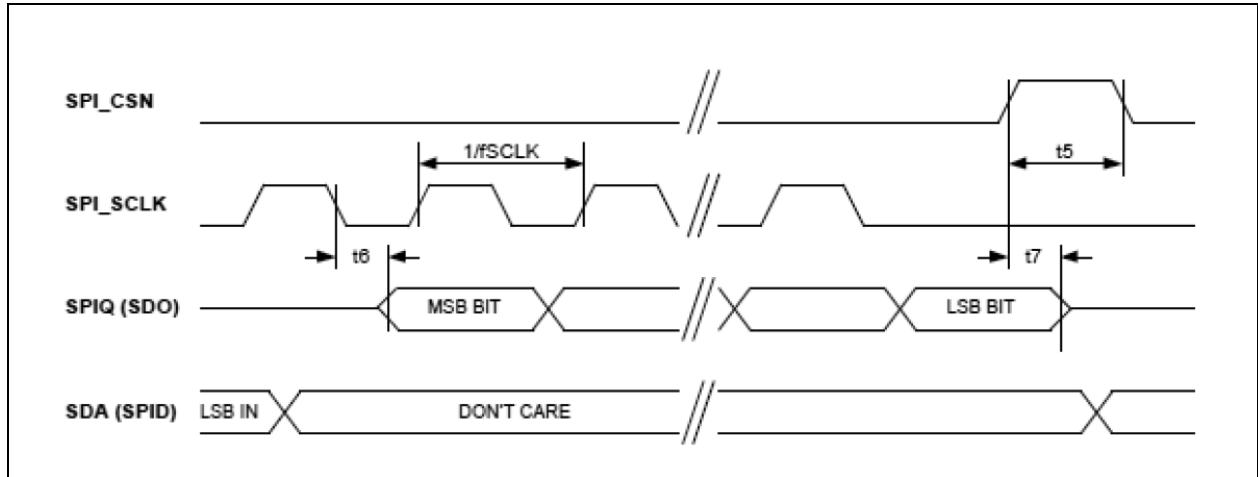 SPI_CSN
1/fSCLK
t5
SPI_SCLK
t6
t7
SPIQ (SDO)
MSB BIT
LSB BIT
SDA (SPID)
LSB IN
DON'T CARE